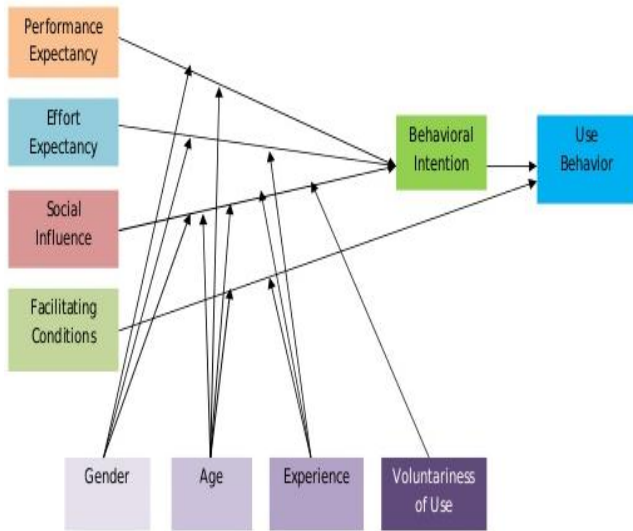 Performance
Expectancy
Effort
Expectancy
Behavioral
Intention
Use
Behavior
Social
Influence
Facilitating
Conditions
Gender
Age
Experience
Voluntariness
of Use